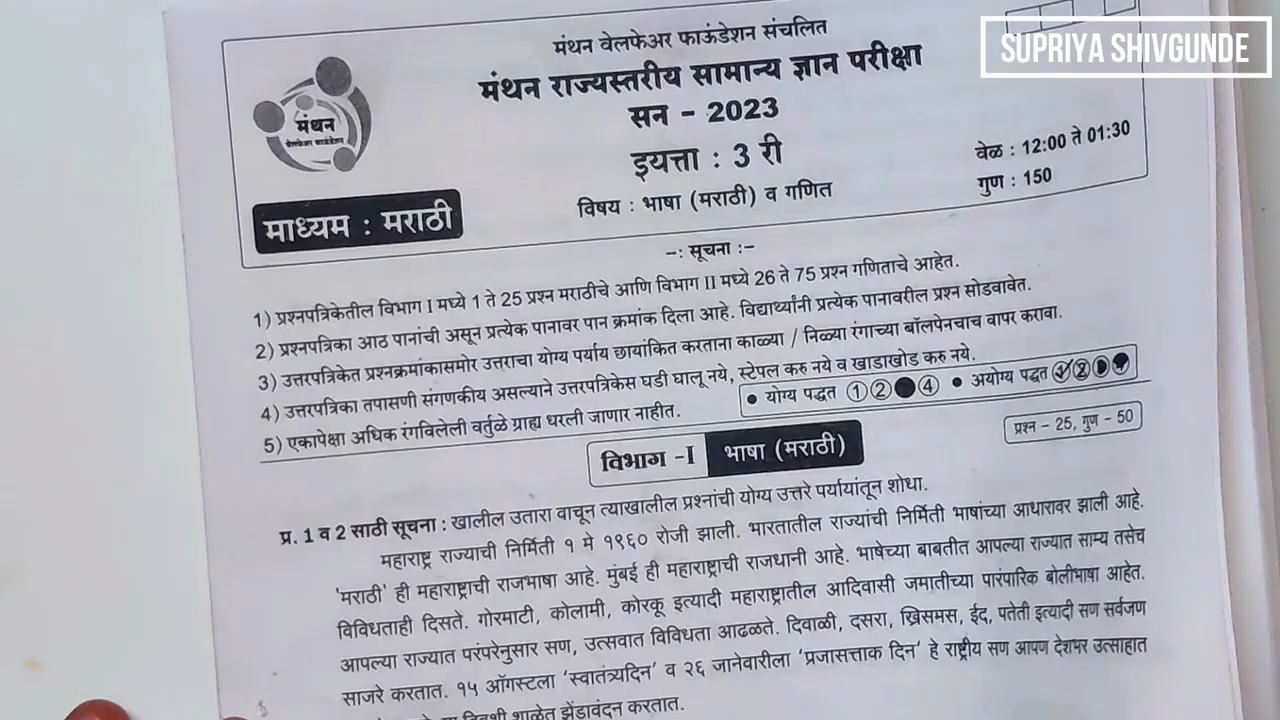 SUPRIYA SHIVGUNDE
मंथन वेलफेअर फाऊंडेशन संचलित
मंथन राज्यस्तरीय सामान्य ज्ञान परीक्षा
सन - 2023
इयत्ता : 3 री
विषय : भाषा (मराठी) व गणित
वेळ : 12:00 ते 01:30
गुण : 150
मंथन
वेलफेअर फाऊंडेशन
माध्यम : मराठी
-: सूचना :-
1) प्रश्नपत्रिकेतील विभाग I मध्ये 1 ते 25 प्रश्न मराठीचे आणि विभाग II मध्ये 26 ते 75 प्रश्न गणिताचे आहेत.
2) प्रश्नपत्रिका आठ पानांची असून प्रत्येक पानावर पान क्रमांक दिला आहे. विद्यार्थ्यांनी प्रत्येक पानावरील प्रश्न सोडवावेत.
3) उत्तरपत्रिकेत प्रश्नक्रमांकासमोर उत्तराचा योग्य पर्याय छायांकित करताना काळ्या / निळ्या रंगाच्या बॉलपेनचाच वापर करावा.
4) उत्तरपत्रिका तपासणी संगणकीय असल्याने उत्तरपत्रिकेस घडी घालू नये, स्टेपल करु नये व खाडाखोड करु नये.
5) एकापेक्षा अधिक रंगविलेली वर्तुळे ग्राह्य धरली जाणार नाहीत.
● योग्य पद्धत ① ② ● ④ ● अयोग्य पद्धत
प्रश्न - 25, गुण - 50
विभाग -I भाषा (मराठी)
प्र. 1 व 2 साठी सूचना : खालील उतारा वाचून त्याखालील प्रश्नांची योग्य उत्तरे पर्यायांतून शोधा.
महाराष्ट्र राज्याची निर्मिती १ मे १९६० रोजी झाली. भारतातील राज्यांची निर्मिती भाषांच्या आधारावर झाली आहे.
'मराठी' ही महाराष्ट्राची राजभाषा आहे. मुंबई ही महाराष्ट्राची राजधानी आहे. भाषेच्या बाबतीत आपल्या राज्यात साम्य तसेच
विविधताही दिसते. गोरमाटी, कोलामी, कोरकू इत्यादी महाराष्ट्रातील आदिवासी जमातीच्या पारंपारिक बोलीभाषा आहेत.
आपल्या राज्यात परंपरेनुसार सण, उत्सवात विविधता आढळते. दिवाळी, दसरा, ख्रिसमस, ईद, पतेती इत्यादी सण सर्वजण
साजरे करतात. १५ ऑगस्टला 'स्वातंत्र्यदिन' व २६ जानेवारीला 'प्रजासत्ताक दिन' हे राष्ट्रीय सण आपण देशभर उत्साहात
शाळेत झेंडावंदन करतात.